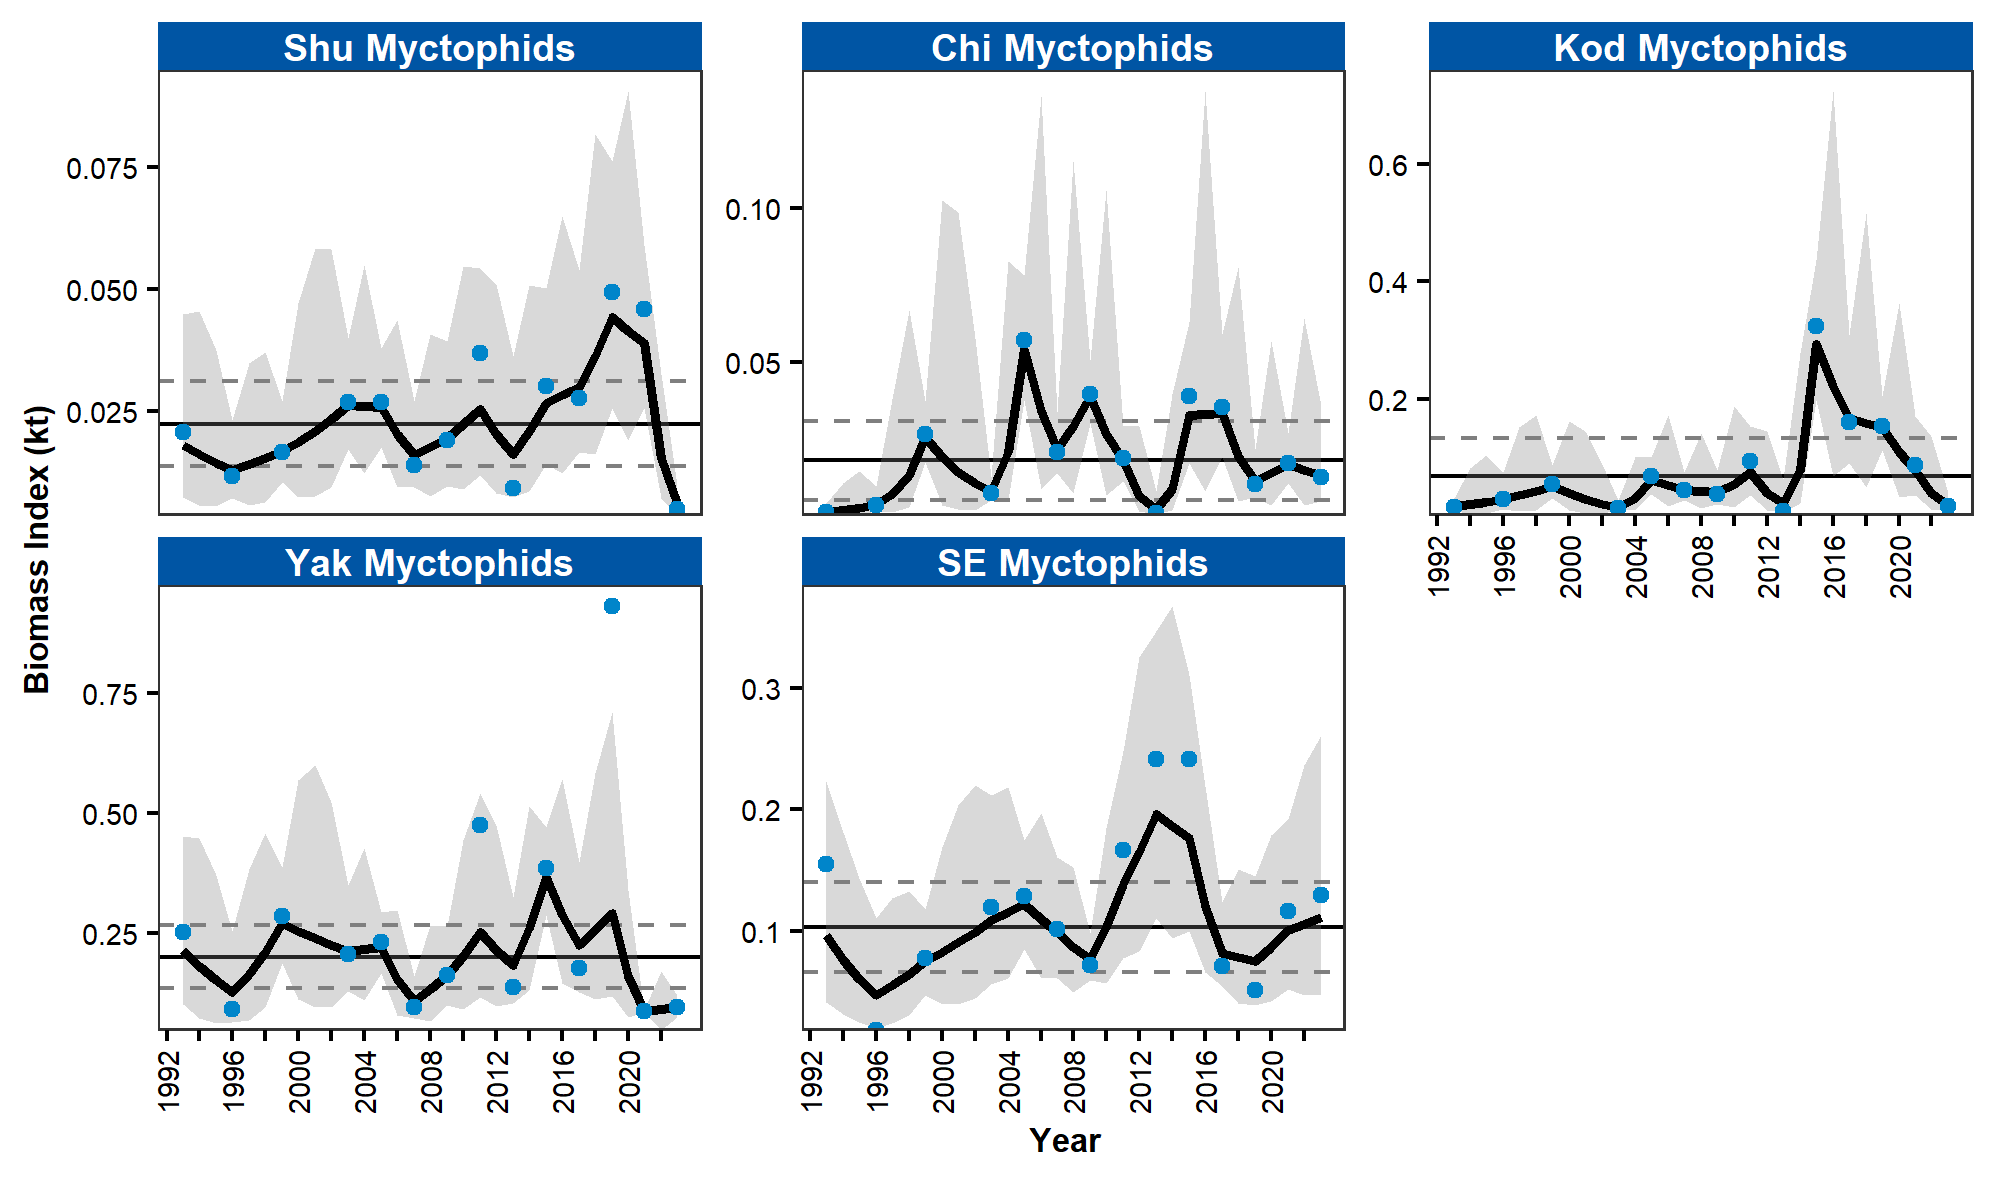 Shu Myctophids
Chi Myctophids
Kod Myctophids
0.075
0.050
0.025
0.10
0.05
0.6
0.4
0.2
1992 1996 2000 2004 2008 2012 2016 2020
Yak Myctophids
SE Myctophids
Biomass Index (kt)
0.75
0.50
0.25
0.3
0.2
0.1
1992 1996 2000 2004 2008 2012 2016 2020
1992 1996 2000 2004 2008 2012 2016 2020
Year